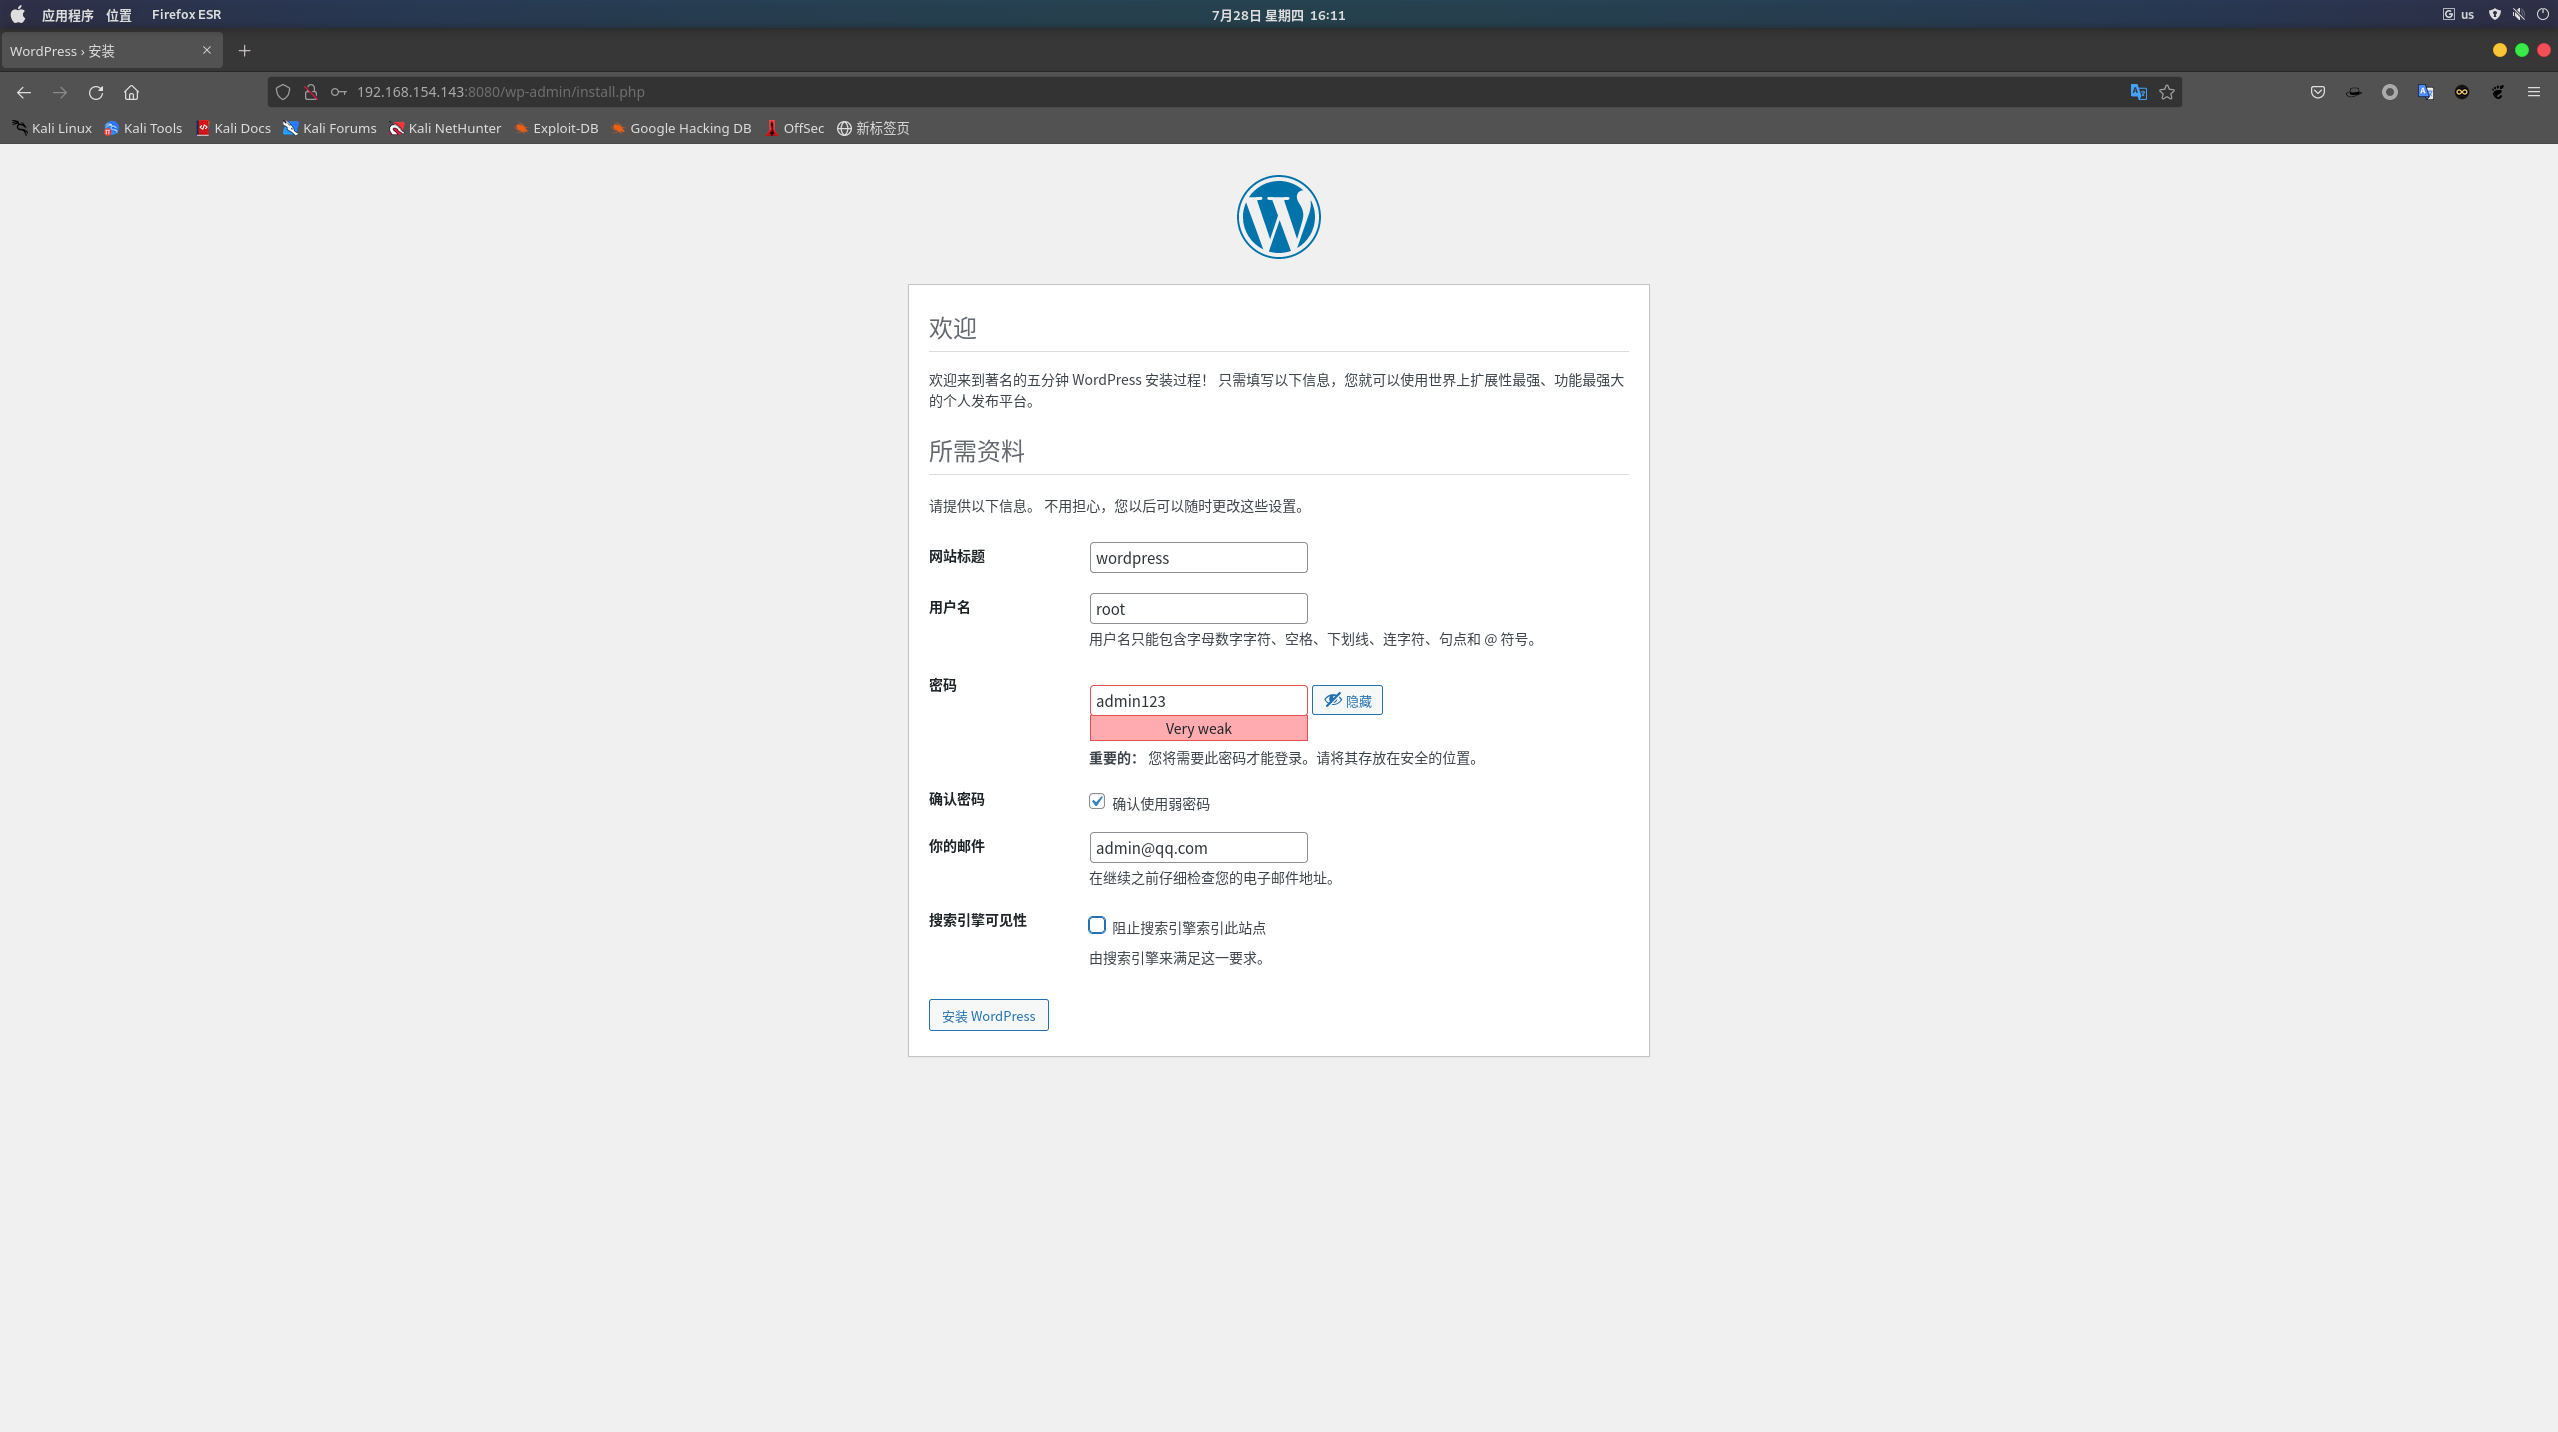 应用程序 位置 Firefox ESR 7月28日 星期四 16:11 us
WordPress › 安装
192.168.154.143:8080/wp-admin/install.php
Kali Linux Kali Tools Kali Docs Kali Forums Kali NetHunter Exploit-DB Google Hacking DB OffSec 新标签页
欢迎
欢迎来到著名的五分钟 WordPress 安装过程！ 只需填写以下信息，您就可以使用世界上扩展性最强、功能最强大
的个人发布平台。
所需资料
请提供以下信息。 不用担心，您以后可以随时更改这些设置。
网站标题 wordpress
用户名 root
用户名只能包含字母数字字符、空格、下划线、连字符、句点和 @ 符号。
密码 admin123 隐藏
Very weak
重要的： 您将需要此密码才能登录。请将其存放在安全的位置。
确认密码 确认使用弱密码
你的邮件 admin@qq.com
在继续之前仔细检查您的电子邮件地址。
搜索引擎可见性 阻止搜索引擎索引此站点
由搜索引擎来满足这一要求。
安装 WordPress